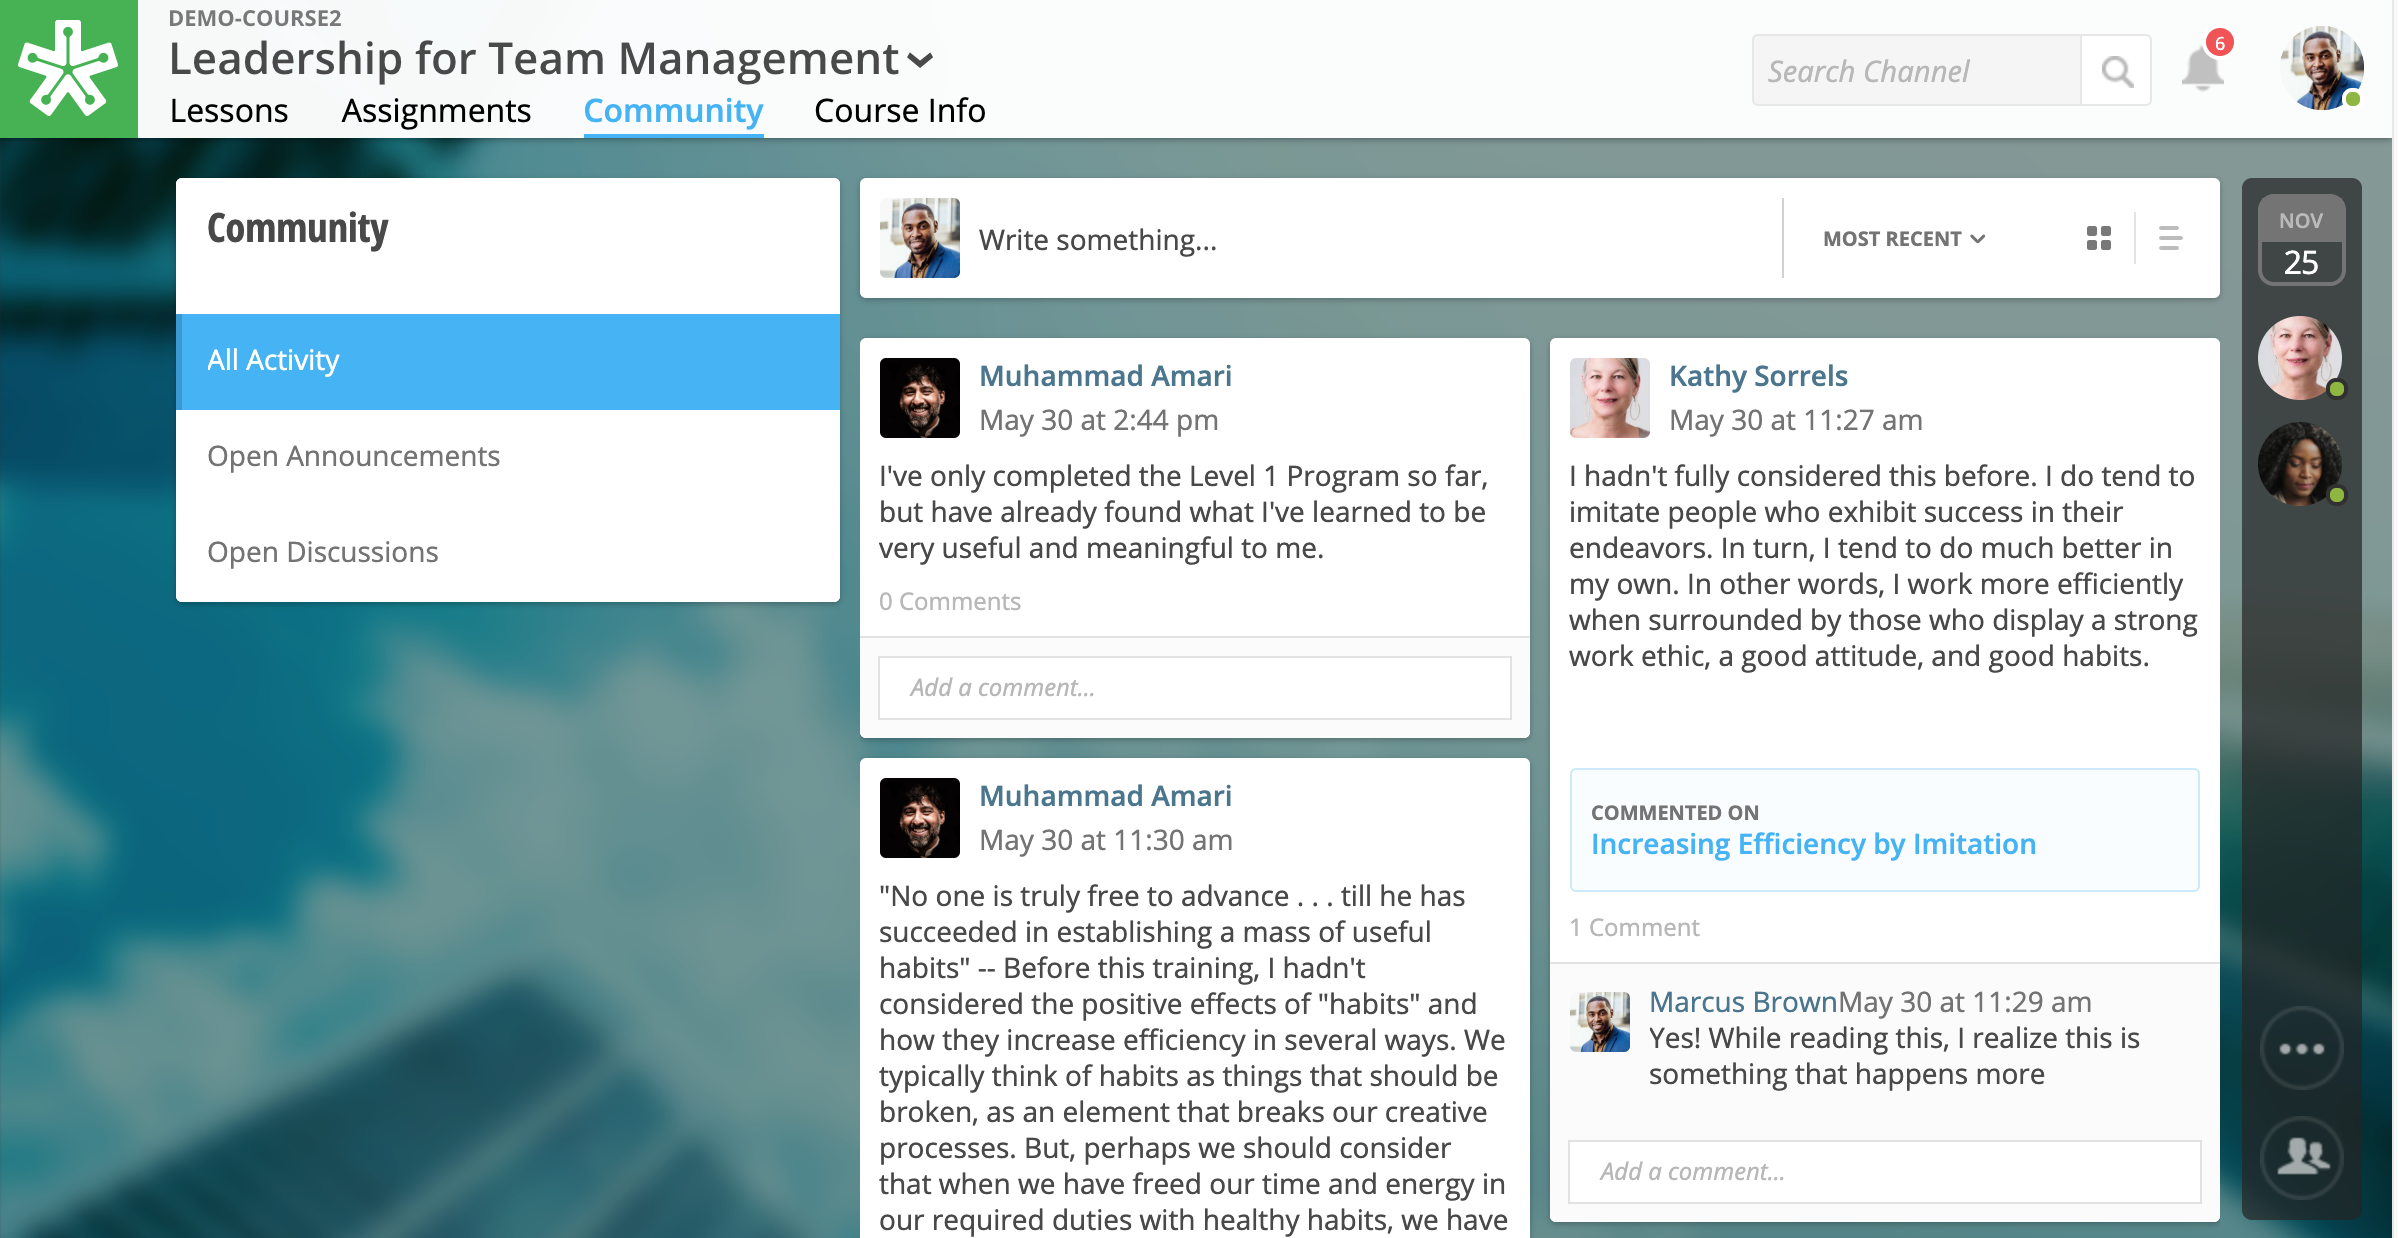 DEMO-COURSE2
Leadership for Team Management
Lessons Assignments Community Course Info
Search Channel
6
Community
All Activity
Open Announcements
Open Discussions
Write something...
MOST RECENT
Muhammad Amari
May 30 at 2:44 pm
I've only completed the Level 1 Program so far,
but have already found what I've learned to be
very useful and meaningful to me.
0 Comments
Add a comment...
Muhammad Amari
May 30 at 11:30 am
"No one is truly free to advance . . . till he has
succeeded in establishing a mass of useful
habits" -- Before this training, I hadn't
considered the positive effects of "habits" and
how they increase efficiency in several ways. We
typically think of habits as things that should be
broken, as an element that breaks our creative
processes. But, perhaps we should consider
that when we have freed our time and energy in
our required duties with healthy habits, we have
Kathy Sorrels
May 30 at 11:27 am
I hadn't fully considered this before. I do tend to
imitate people who exhibit success in their
endeavors. In turn, I tend to do much better in
my own. In other words, I work more efficiently
when surrounded by those who display a strong
work ethic, a good attitude, and good habits.
COMMENTED ON
Increasing Efficiency by Imitation
1 Comment
Marcus BrownMay 30 at 11:29 am
Yes! While reading this, I realize this is
something that happens more
Add a comment...
NOV
25